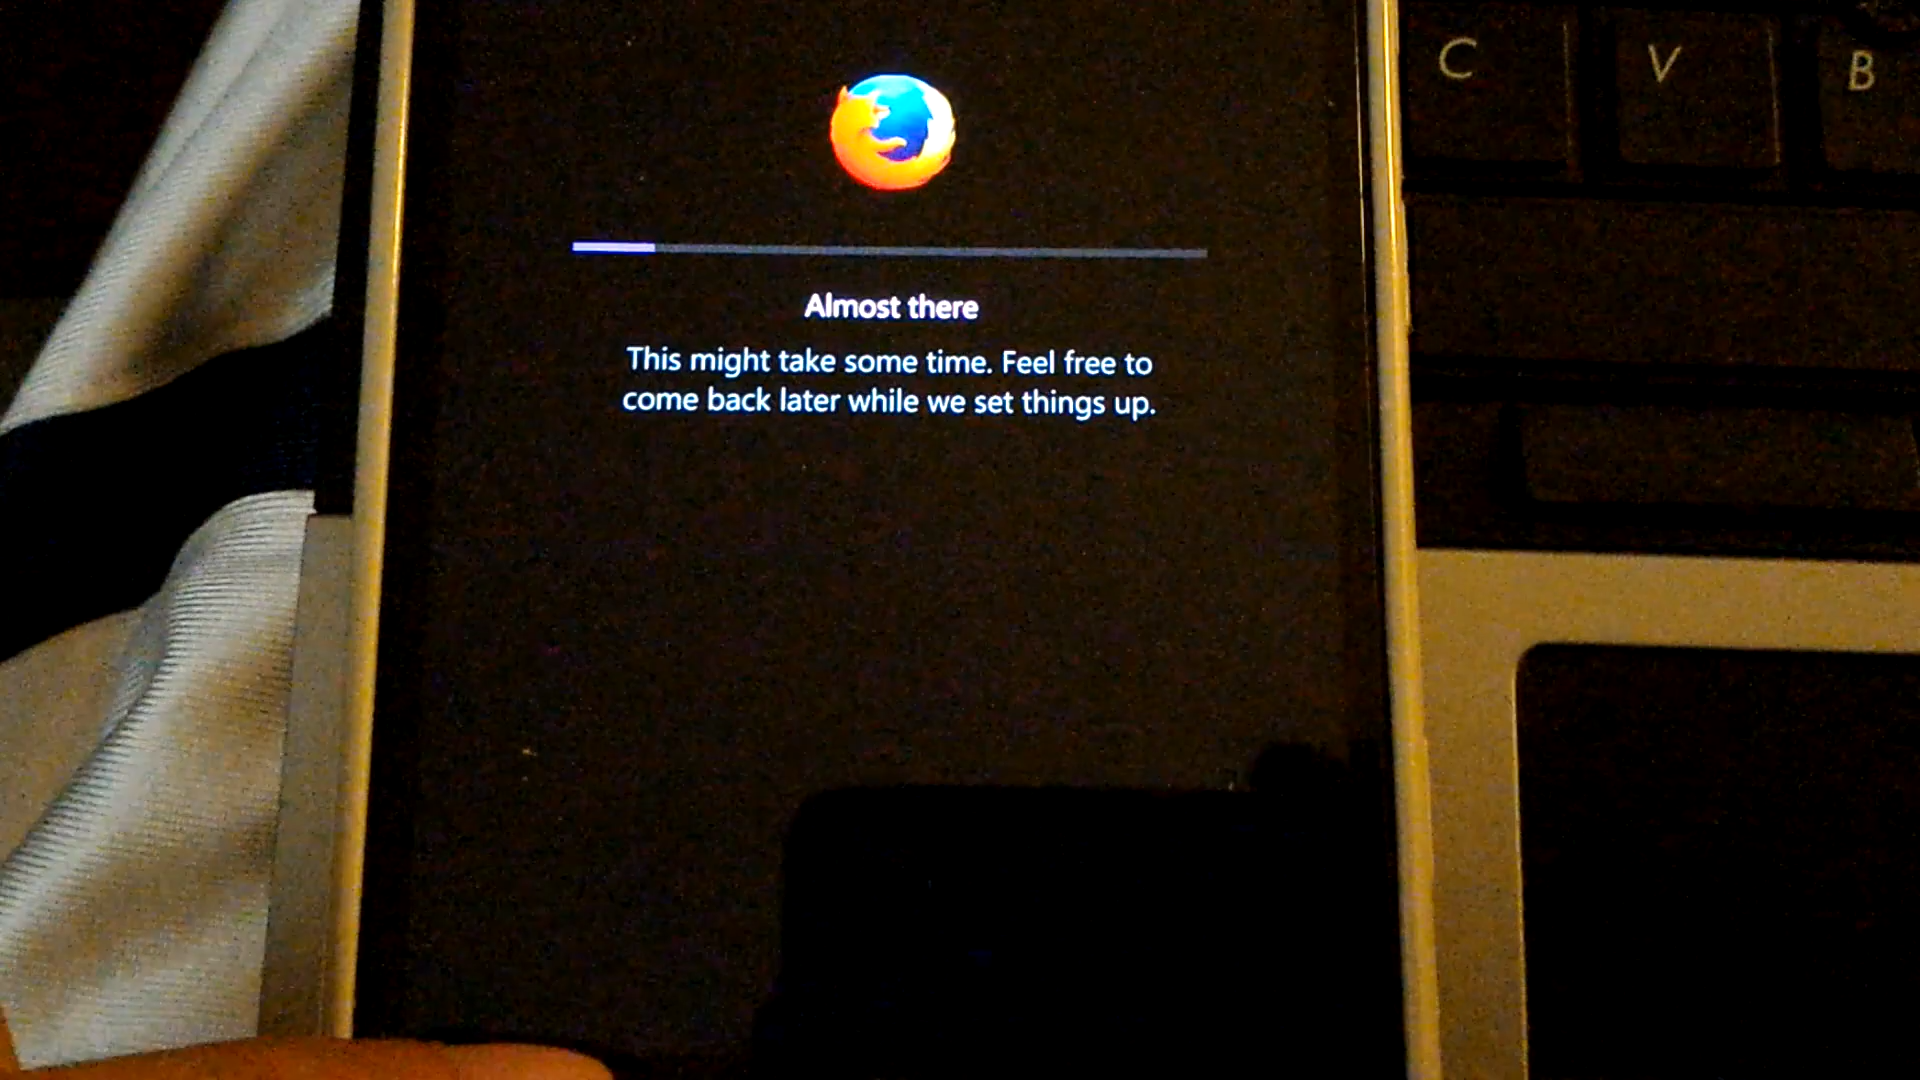 C V B
Almost there
This might take some time. Feel free to
come back later while we set things up.